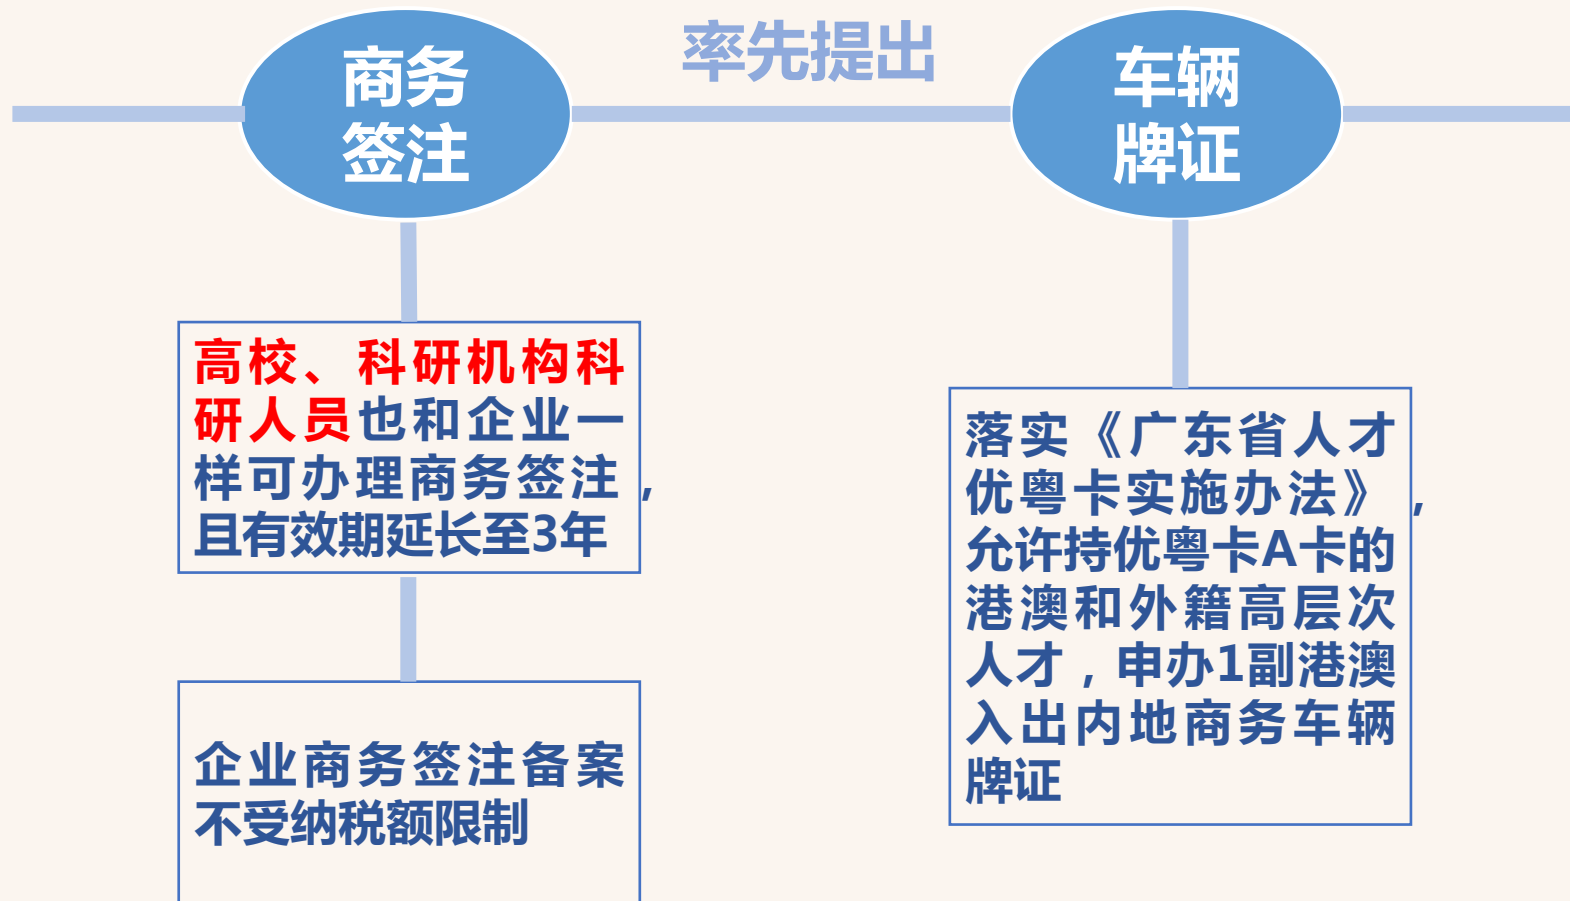 商务
签注
率先提出
车辆
牌证
高校、科研机构科
研人员也和企业一
样可办理商务签注，
且有效期延长至3年
企业商务签注备案
不受纳税额限制
落实《广东省人才
优粤卡实施办法》，
允许持优粤卡A卡的
港澳和外籍高层次
人才，申办1副港澳
入出内地商务车辆
牌证